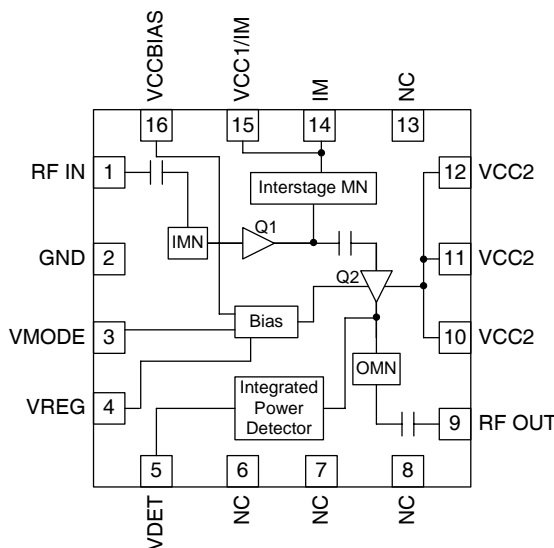 VCCBIAS
VCC1/IM
IM
NC
16
15
14
13
RF IN
1
Interstage MN
12
VCC2
Q1
IMN
GND
2
11
VCC2
Q2
VMODE
3
Bias
10
VCC2
OMN
VREG
4
Integrated
Power
Detector
9
RF OUT
5
6
7
8
VDET
NC
NC
NC